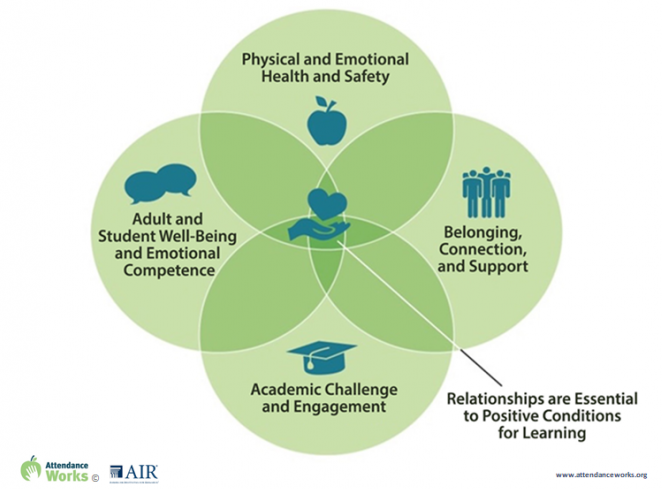 Physical and Emotional
Health and Safety
Adult and
Student Well-Being
and Emotional
Competence
Belonging,
Connection,
and Support
Academic Challenge
and Engagement
Relationships are Essential
to Positive Conditions
for Learning
Attendance
Works ©
AIR
www.attendanceworks.org